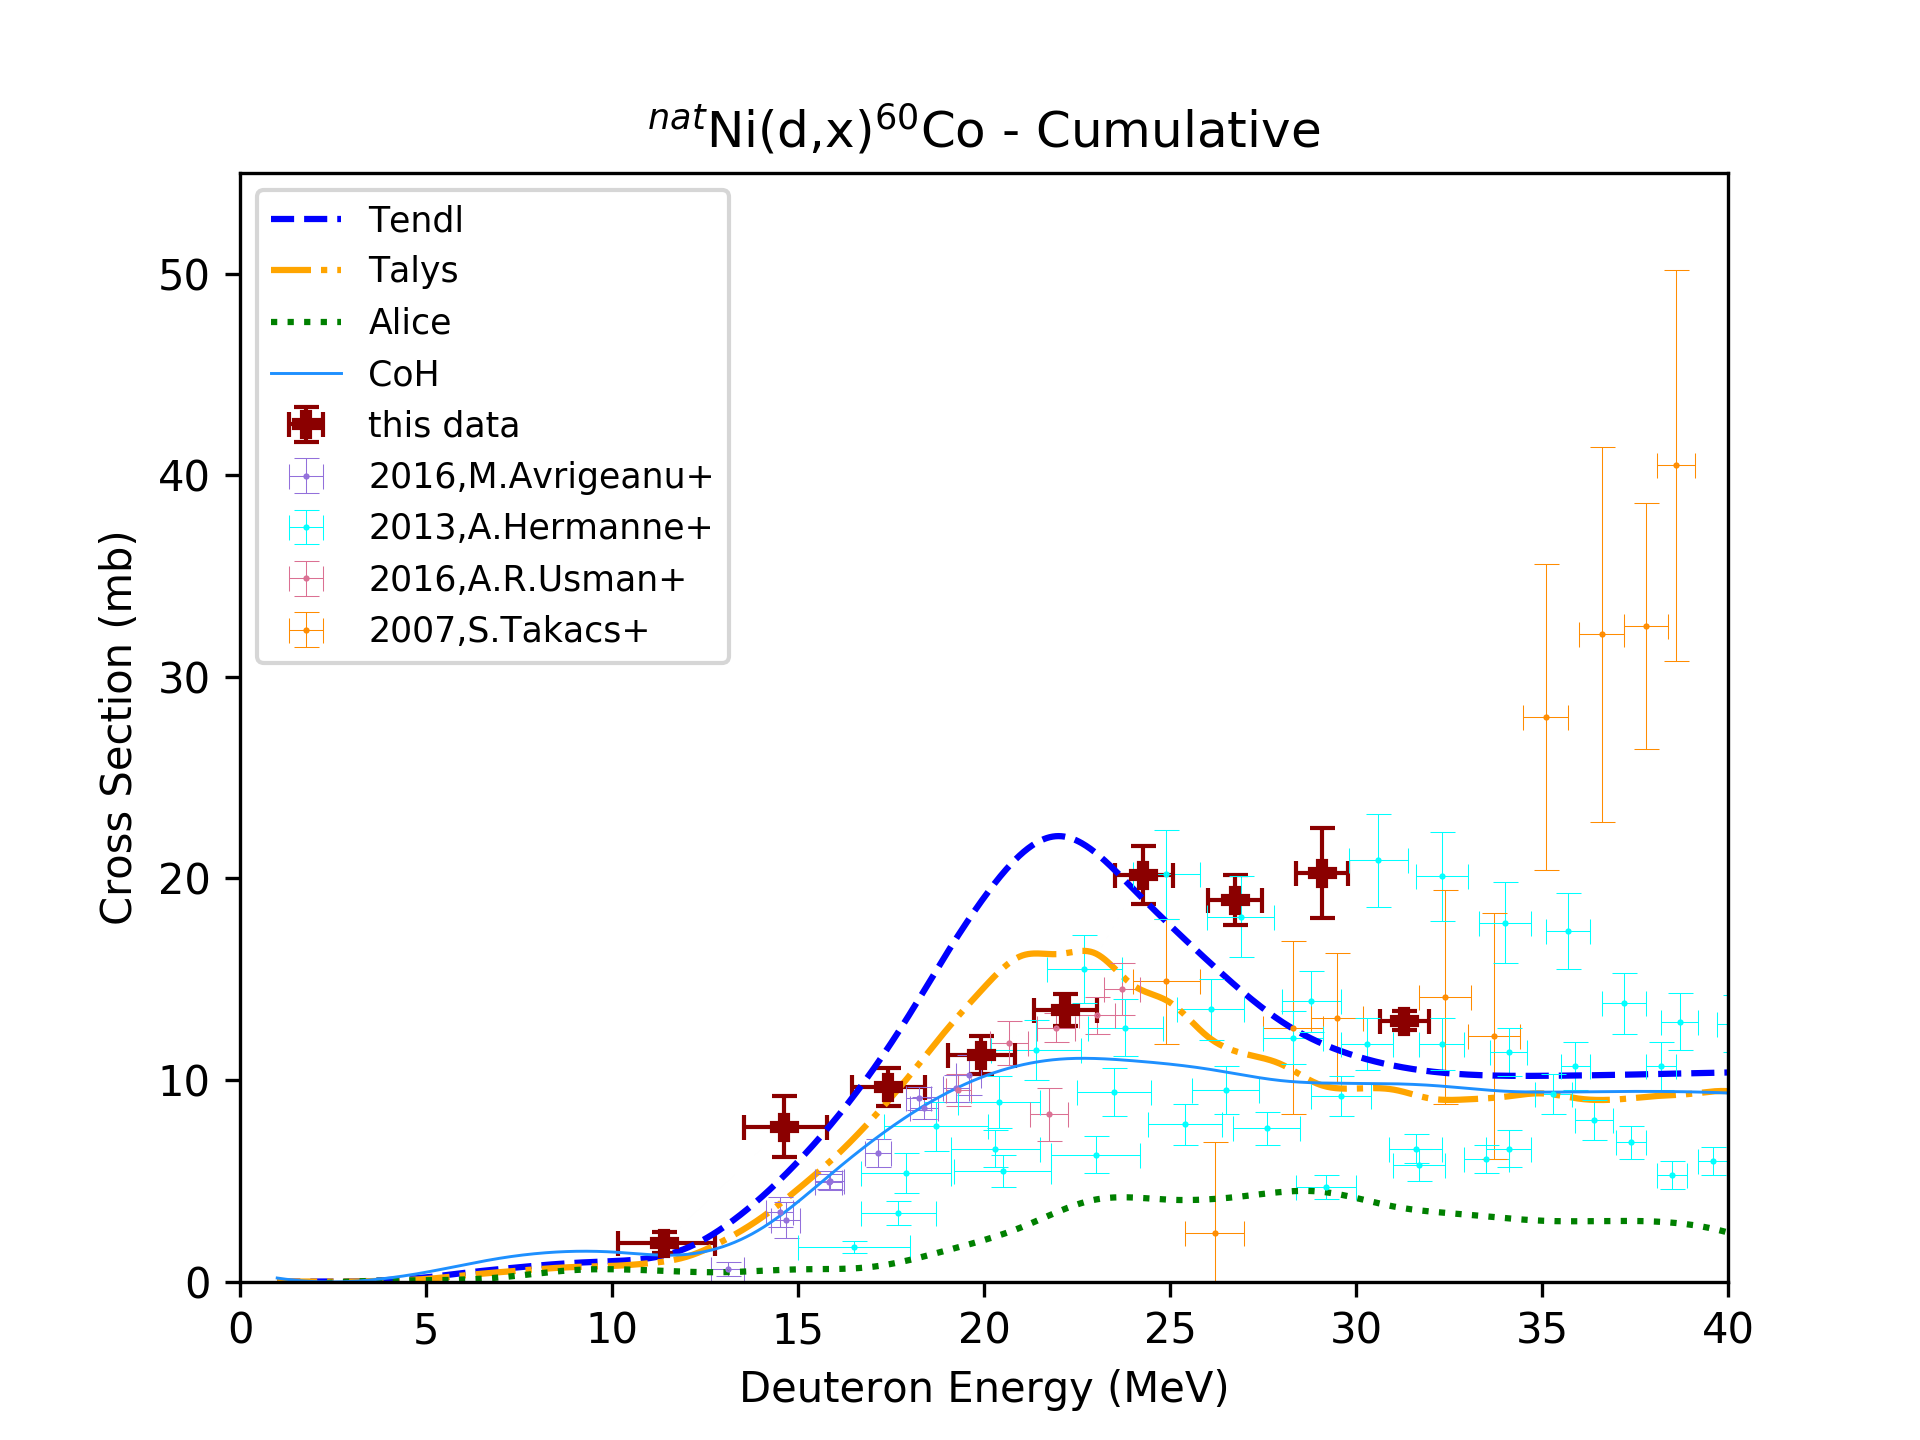 natNi(d,x)60Co - Cumulative
Tendl
Talys
Alice
CoH
this data
2016,M.Avrigeanu+
2013,A.Hermanne+
2016,A.R.Usman+
2007,S.Takacs+
Cross Section (mb)
50
40
30
20
10
0
0 5 10 15 20 25 30 35 40
Deuteron Energy (MeV)